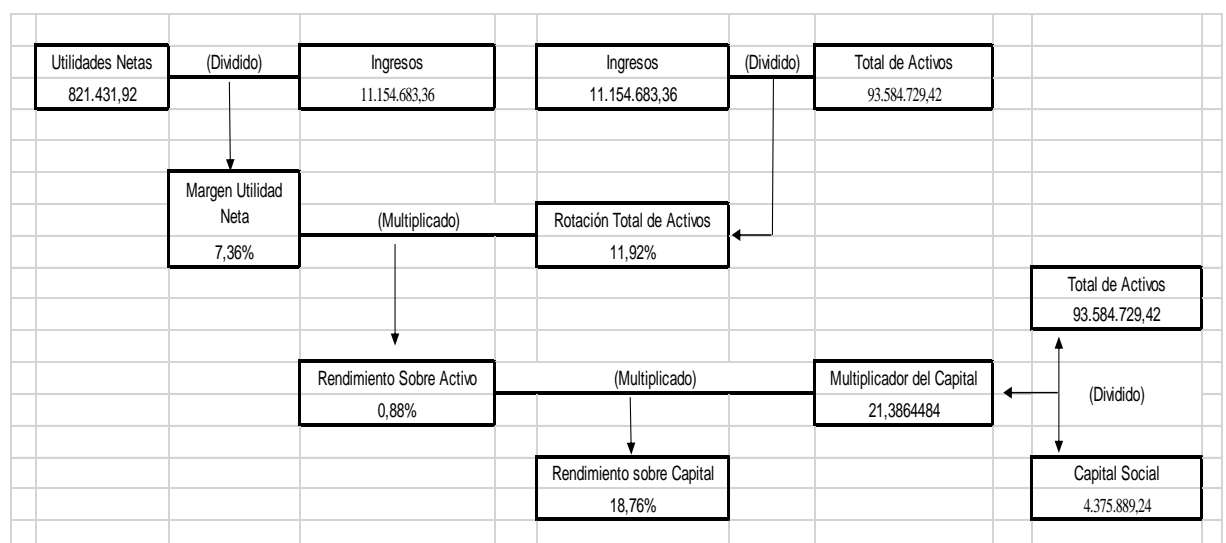 Utilidades Netas
(Dividido)
Ingresos
Ingresos
(Dividido)
Total de Activos
821.431,92
11.154.683,36
11.154.683,36
93.584.729,42
Margen Utilidad
Neta
7,36%
(Multiplicado)
Rotación Total de Activos
11,92%
Total de Activos
93.584.729,42
Rendimiento Sobre Activo
0,88%
(Multiplicado)
Multiplicador del Capital
21,3864484
(Dividido)
Rendimiento sobre Capital
18,76%
Capital Social
4.375.889,24